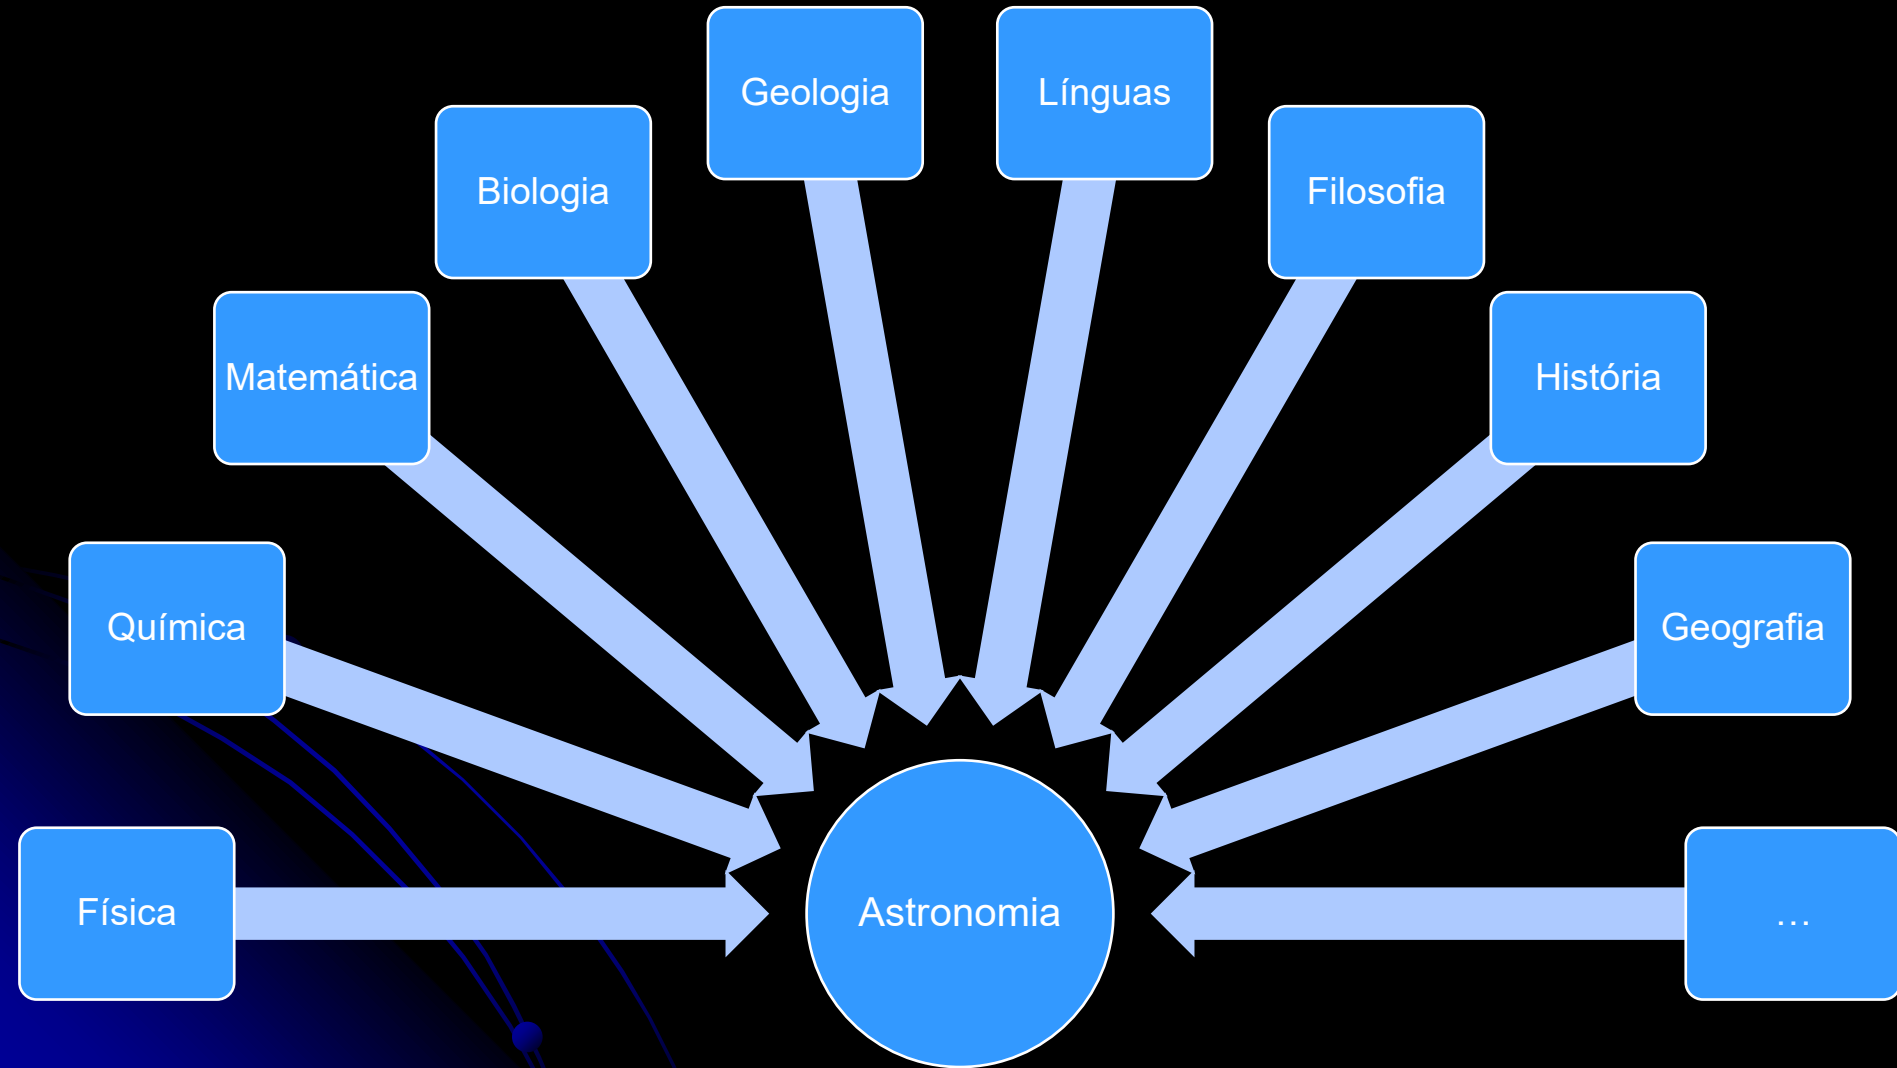 Física
Química
Matemática
Biologia
Geologia
Línguas
Filosofia
História
Geografia
…
Astronomia